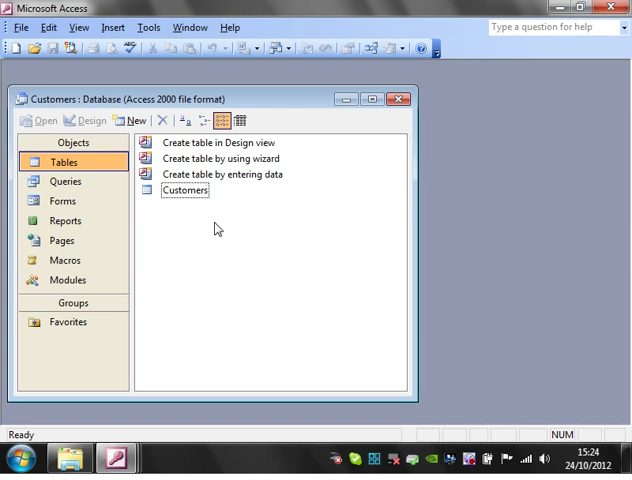 Microsoft Access
File Edit View Insert Tools Window Help
Type a question for help
Customers : Database (Access 2000 file format)
Open Design New
Objects
Tables
Queries
Forms
Reports
Pages
Macros
Modules
Groups
Favorites
Create table in Design view
Create table by using wizard
Create table by entering data
Customers
Ready
NUM
15:24
24/10/2012